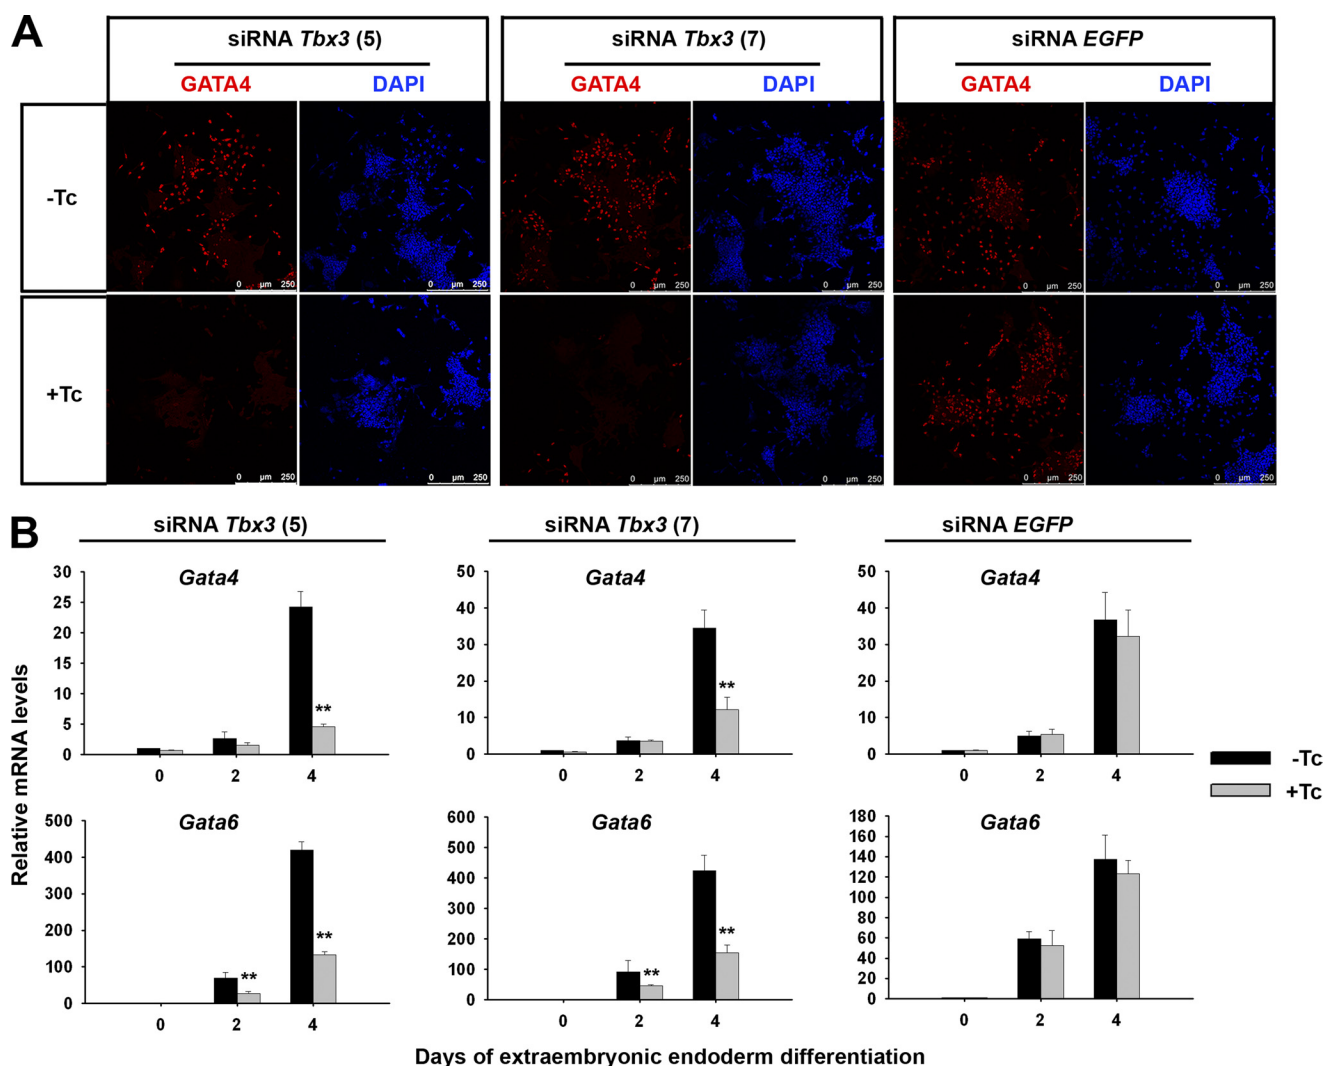 A
siRNA Tbx3 (5)
siRNA Tbx3 (7)
siRNA EGFP
GATA4 DAPI
GATA4 DAPI
GATA4 DAPI
-Tc
0 µm 250
0 µm 250
0 µm 250
0 µm 250
0 µm 250
0 µm 250
+Tc
0 µm 250
0 µm 250
0 µm 250
0 µm 250
0 µm 250
0 µm 250
B
siRNA Tbx3 (5)
siRNA Tbx3 (7)
siRNA EGFP
Relative mRNA levels
Gata4
30
25
20
15
10
5
0
**
0 2 4
Gata4
50
40
30
20
10
0
**
0 2 4
Gata4
50
40
30
20
10
0
0 2 4
-Tc
+Tc
Gata6
500
400
300
200
100
0
**
**
0 2 4
Gata6
600
500
400
300
200
100
0
**
**
0 2 4
Gata6
180
160
140
120
100
80
60
40
20
0
0 2 4
Days of extraembryonic endoderm differentiation